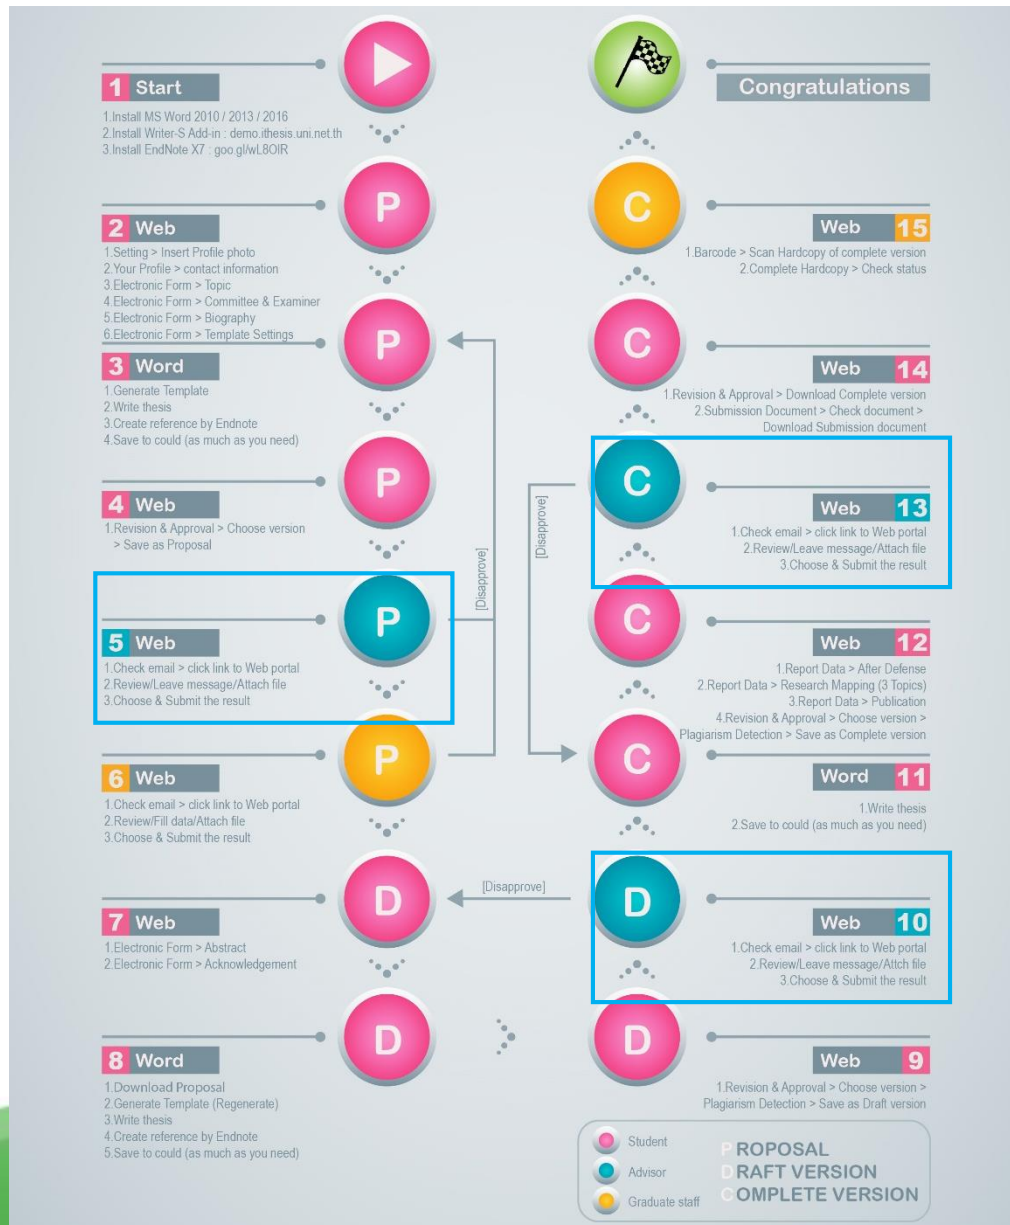 1 Start
1.Install MS Word 2010 / 2013 / 2016
2.Install Writer-S Add-in : demo.ithesis.uni.net.th
3.Install EndNote X7 : goo.gl/wL8OIR
P
2 Web
1.Setting > Insert Profile photo
2.Your Profile > contact information
3.Electronic Form > Topic
4.Electronic Form > Committee & Examiner
5.Electronic Form > Biography
6.Electronic Form > Template Settings
P
3 Word
1.Generate Template
2.Write thesis
3.Create reference by Endnote
4.Save to could (as much as you need)
P
4 Web
1.Revision & Approval > Choose version
> Save as Proposal
P
[Disapprove]
5 Web
1.Check email > click link to Web portal
2.Review/Leave message/Attach file
3.Choose & Submit the result
P
6 Web
1.Check email > click link to Web portal
2.Review/Fill data/Attach file
3.Choose & Submit the result
D
7 Web
1.Electronic Form > Abstract
2.Electronic Form > Acknowledgement
D
8 Word
1.Download Proposal
2.Generate Template (Regenerate)
3.Write thesis
4.Create reference by Endnote
5.Save to could (as much as you need)
Congratulations
C
Web 15
1.Barcode > Scan Hardcopy of complete version
2.Complete Hardcopy > Check status
C
Web 14
1.Revision & Approval > Download Complete version
2.Submission Document > Check document >
Download Submission document
C
[Disapprove]
Web 13
1.Check email > click link to Web portal
2.Review/Leave message/Attach file
3.Choose & Submit the result
C
Web 12
1.Report Data > After Defense
2.Report Data > Research Mapping (3 Topics)
3.Report Data > Publication
4.Revision & Approval > Choose version >
Plagiarism Detection > Save as Complete version
C
Word 11
1.Write thesis
2.Save to could (as much as you need)
[Disapprove]
D
Web 10
1.Check email > click link to Web portal
2.Review/Leave message/Attch file
3.Choose & Submit the result
D
Web 9
1.Revision & Approval > Choose version >
Plagiarism Detection > Save as Draft version
Student
Advisor
Graduate staff
PROPOSAL
DRAFT VERSION
COMPLETE VERSION